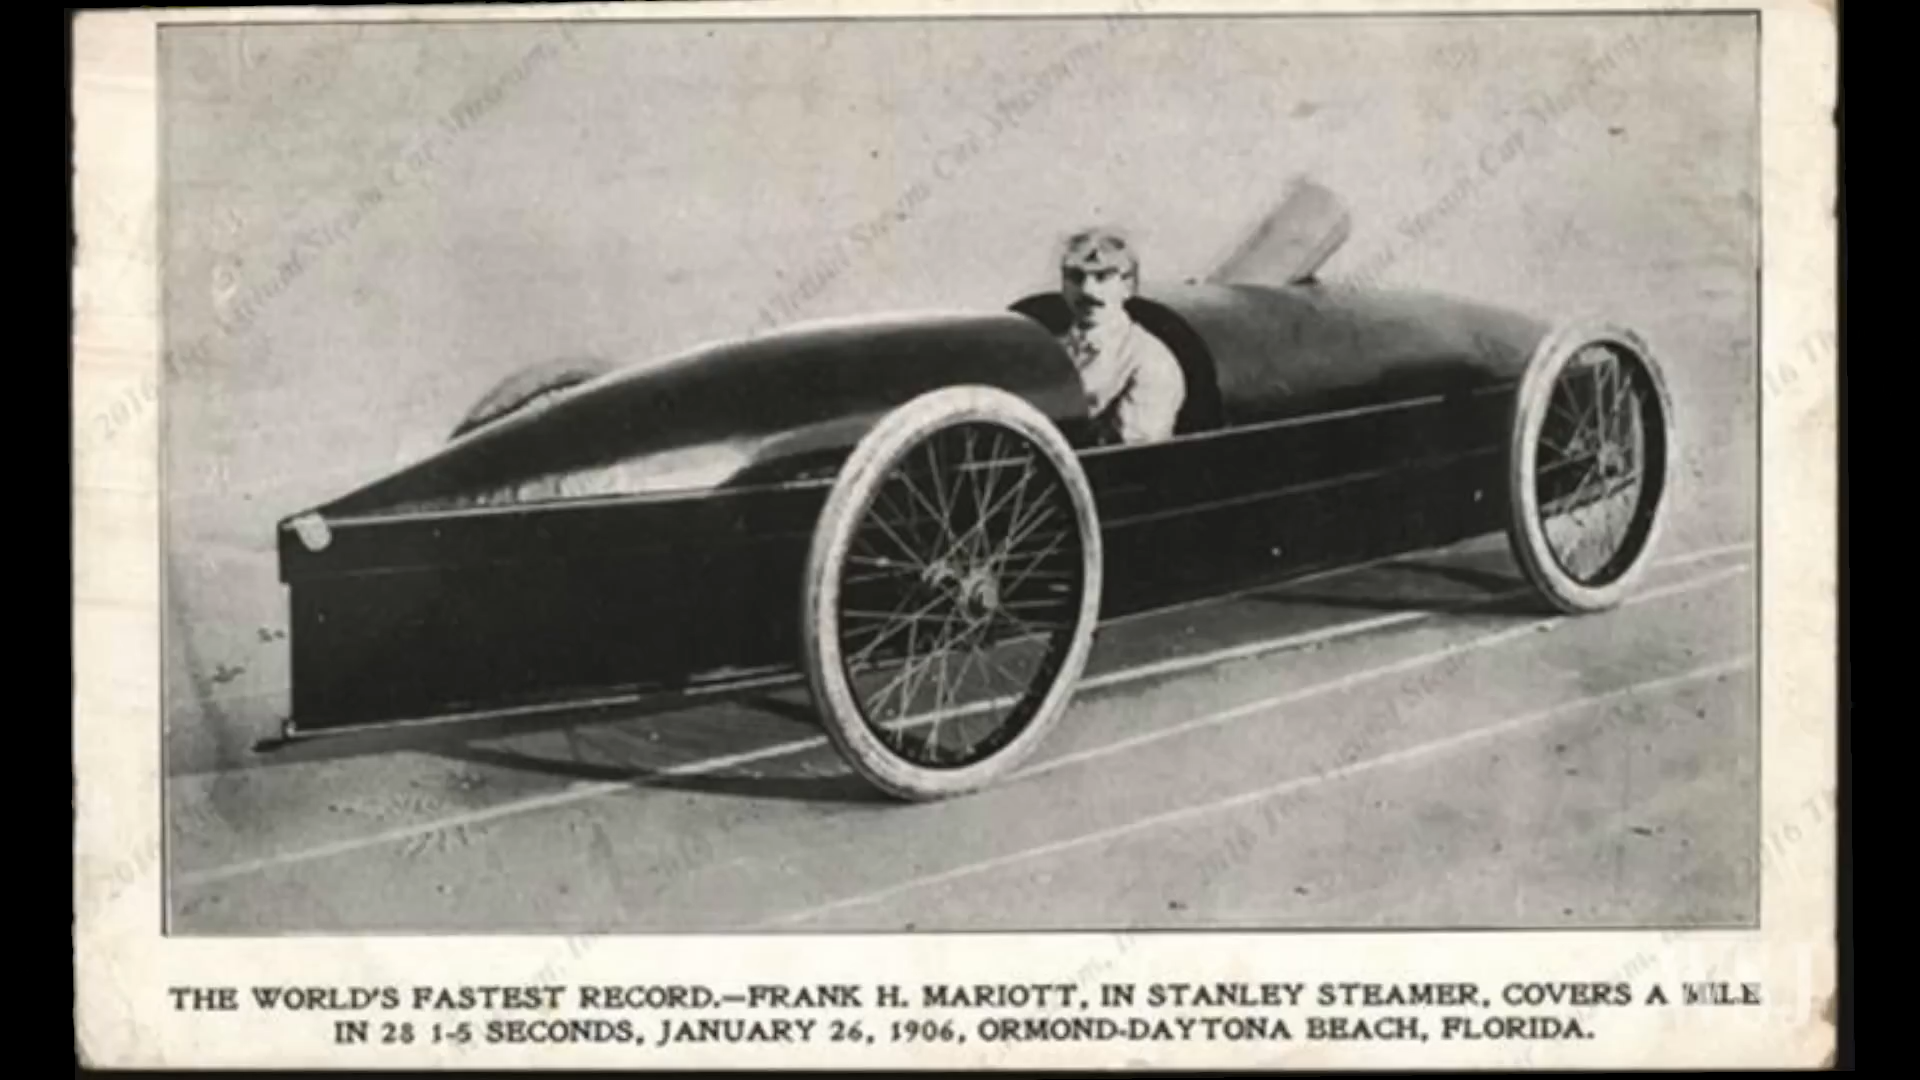 THE WORLD'S FASTEST RECORD.—FRANK H. MARIOTT, IN STANLEY STEAMER, COVERS A MILE
IN 28 1-5 SECONDS, JANUARY 26, 1906, ORMOND-DAYTONA BEACH, FLORIDA.